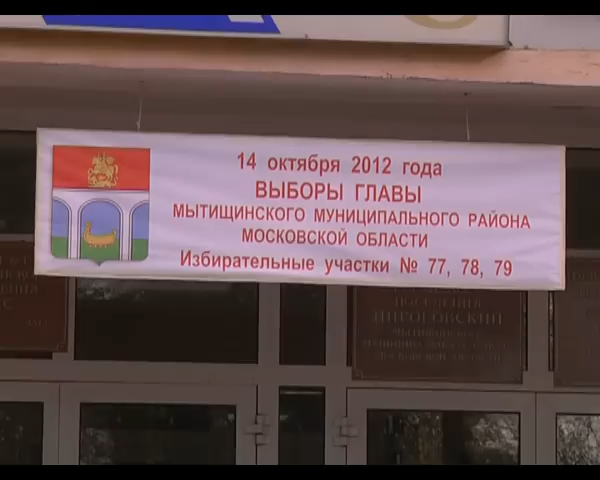 14 октября 2012 года
ВЫБОРЫ ГЛАВЫ
МЫТИЩИНСКОГО МУНИЦИПАЛЬНОГО РАЙОНА
МОСКОВСКОЙ ОБЛАСТИ
Избирательные участки № 77, 78, 79
ПИРОГОВСКИЙ